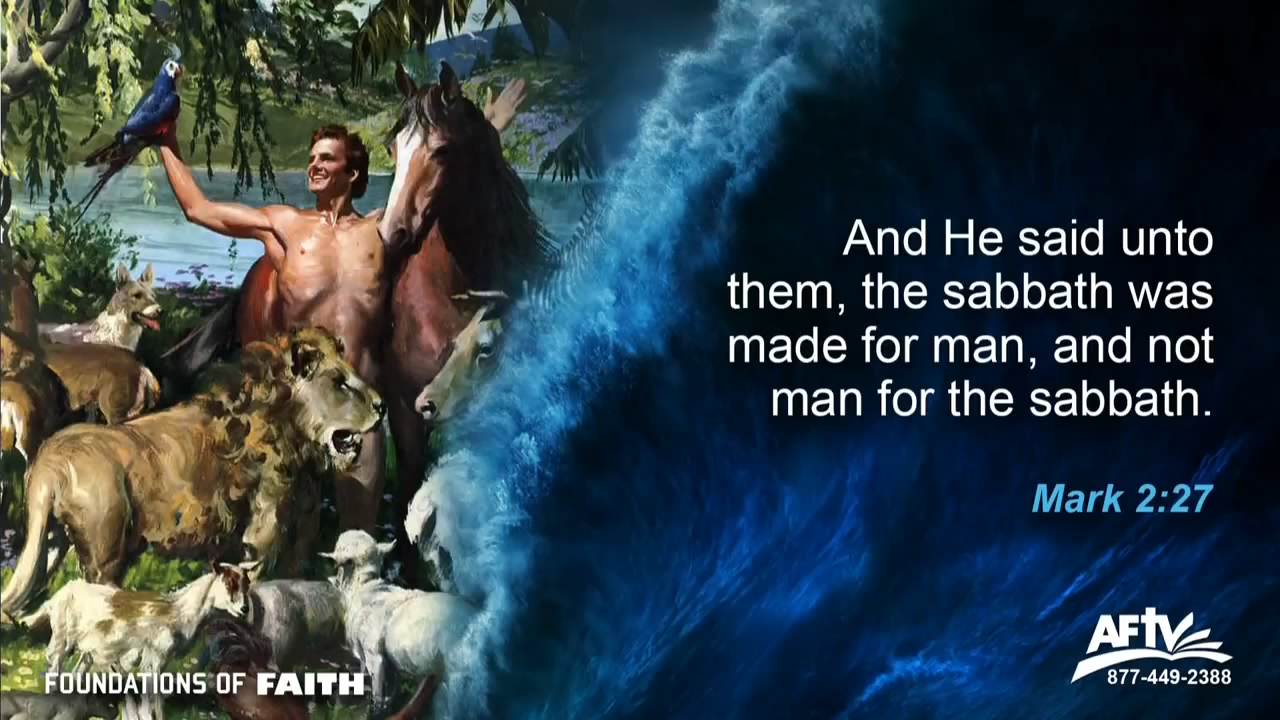 And He said unto
them, the sabbath was
made for man, and not
man for the sabbath.
Mark 2:27
FOUNDATIONS OF FAITH
AFTV
877-449-2388